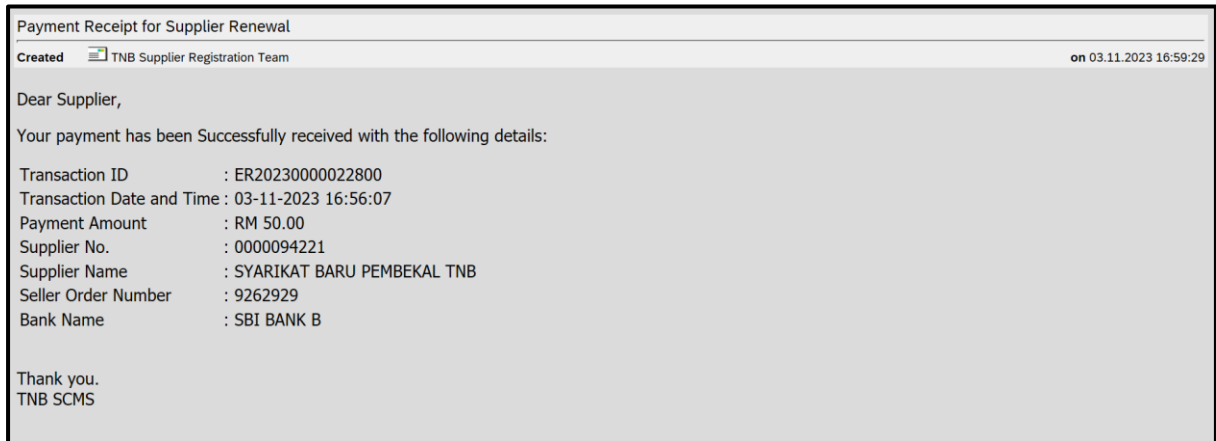 Payment Receipt for Supplier Renewal
Created TNB Supplier Registration Team on 03.11.2023 16:59:29
Dear Supplier,
Your payment has been Successfully received with the following details:
Transaction ID : ER20230000022800
Transaction Date and Time : 03-11-2023 16:56:07
Payment Amount : RM 50.00
Supplier No. : 0000094221
Supplier Name : SYARIKAT BARU PEMBEKAL TNB
Seller Order Number : 9262929
Bank Name : SBI BANK B
Thank you.
TNB SCMS